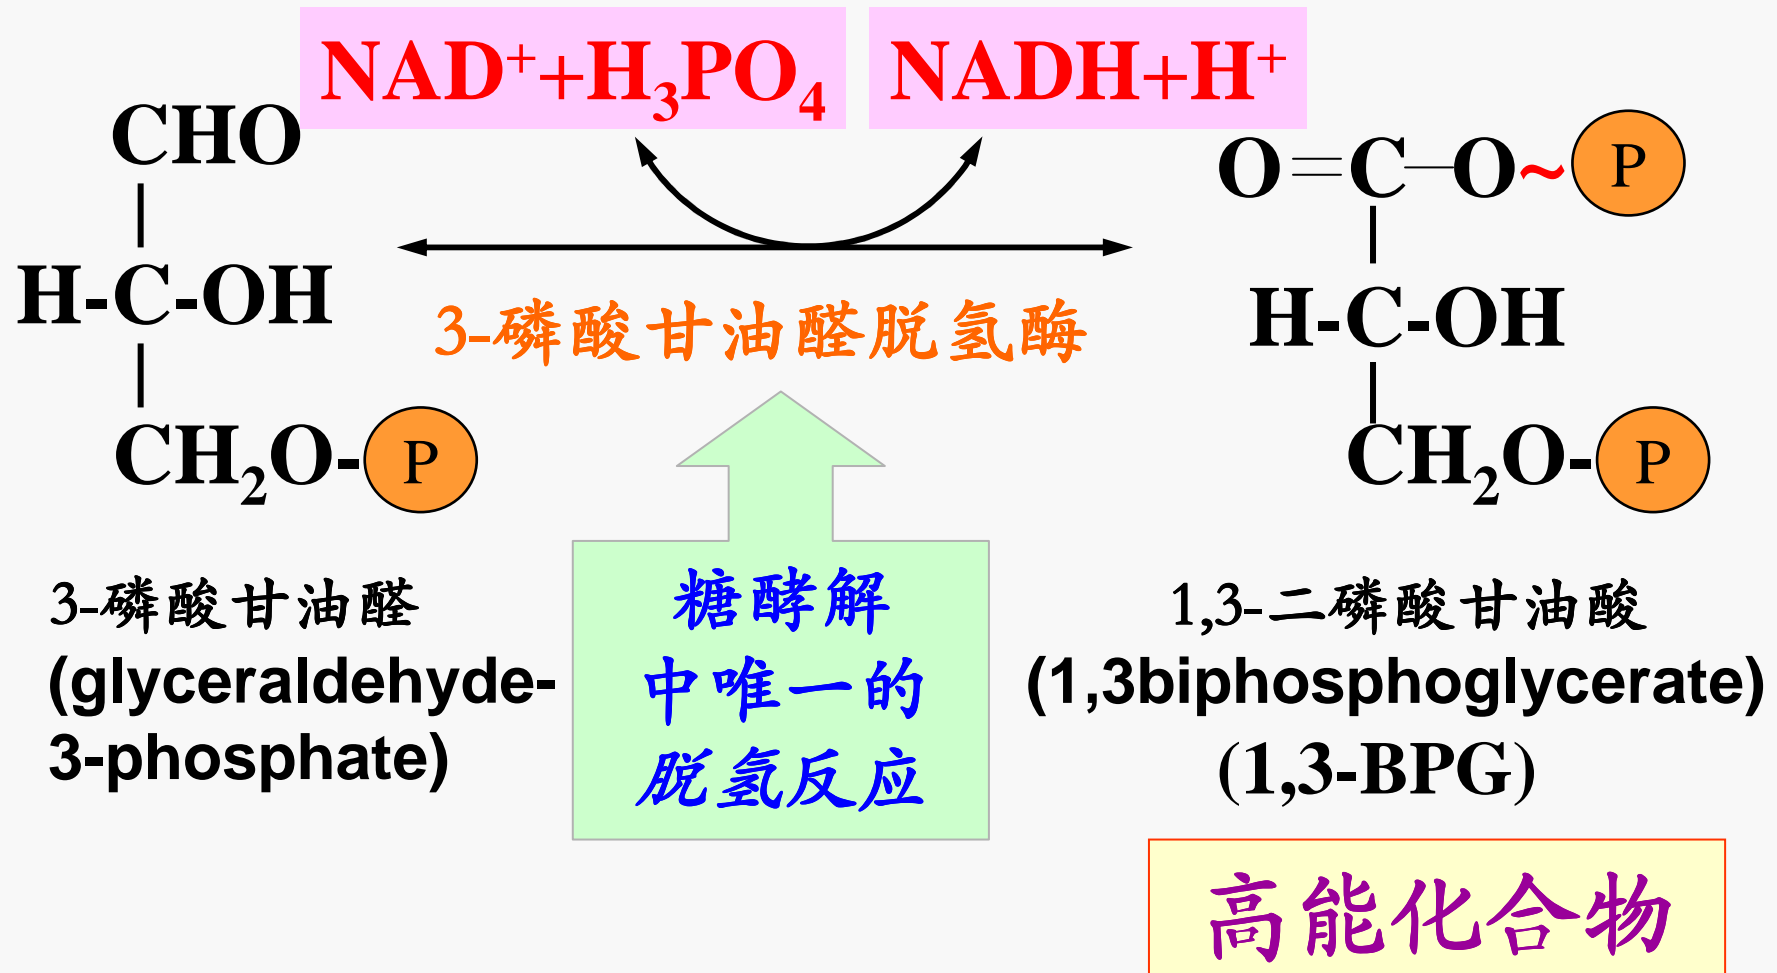 NAD⁺+H₃PO₄ NADH+H⁺
CHO
O=C-O~P
H-C-OH
H-C-OH
3-磷酸甘油醛脱氢酶
CH₂O-P
CH₂O-P
3-磷酸甘油醛
(glyceraldehyde-
3-phosphate)
糖酵解
中唯一的
脱氢反应
1,3-二磷酸甘油酸
(1,3biphosphoglycerate)
(1,3-BPG)
高能化合物